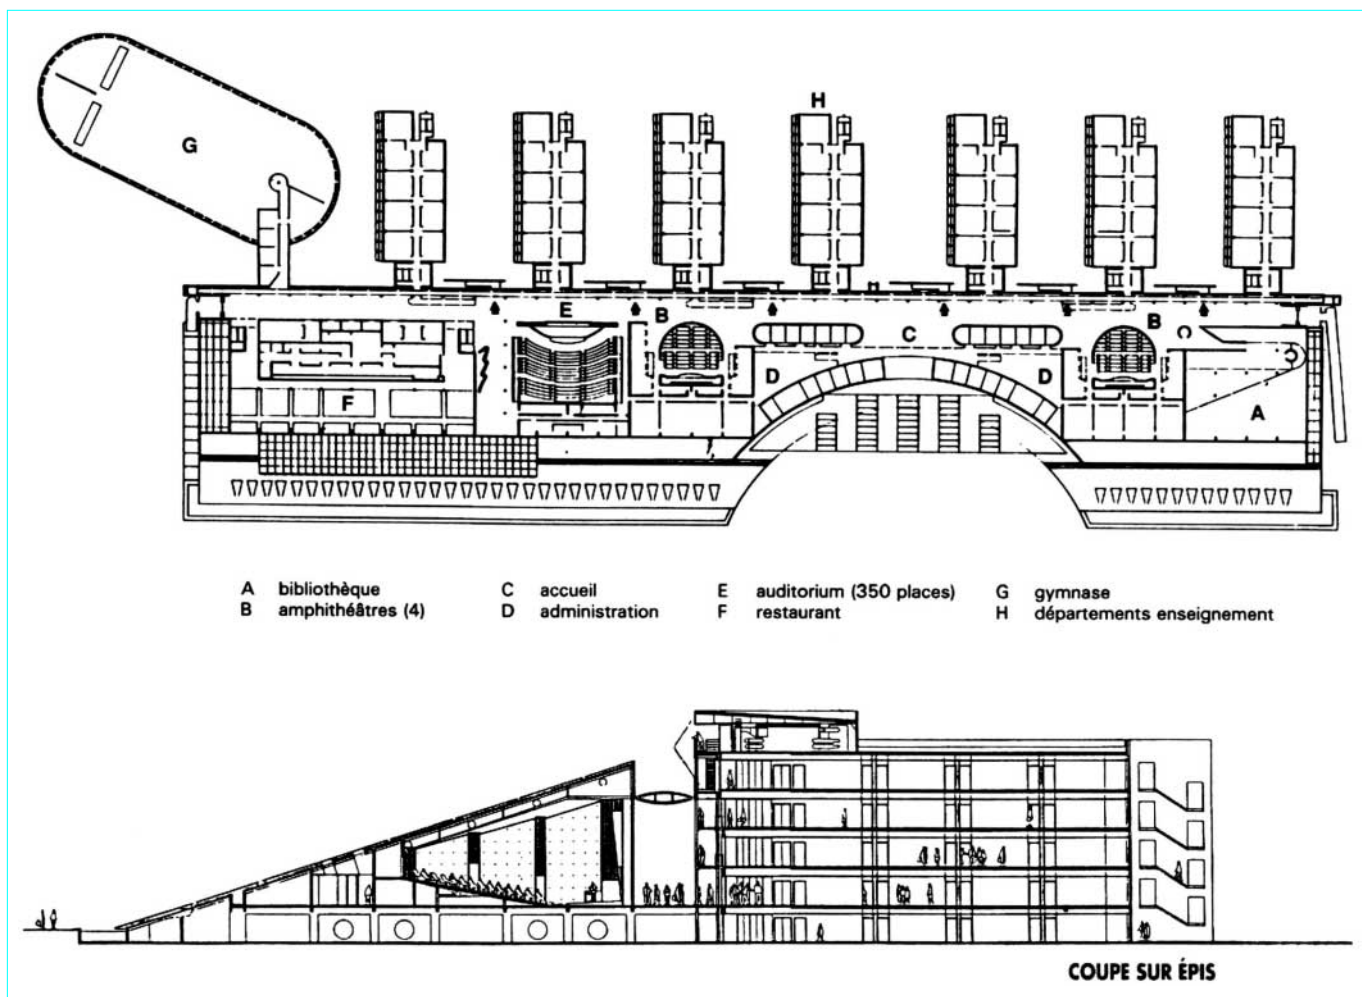 H
G
E
B
B
C
D
D
F
A
A bibliothèque C accueil E auditorium (350 places) G gymnase
B amphithéâtres (4) D administration F restaurant H départements enseignement
COUPE SUR ÉPIS